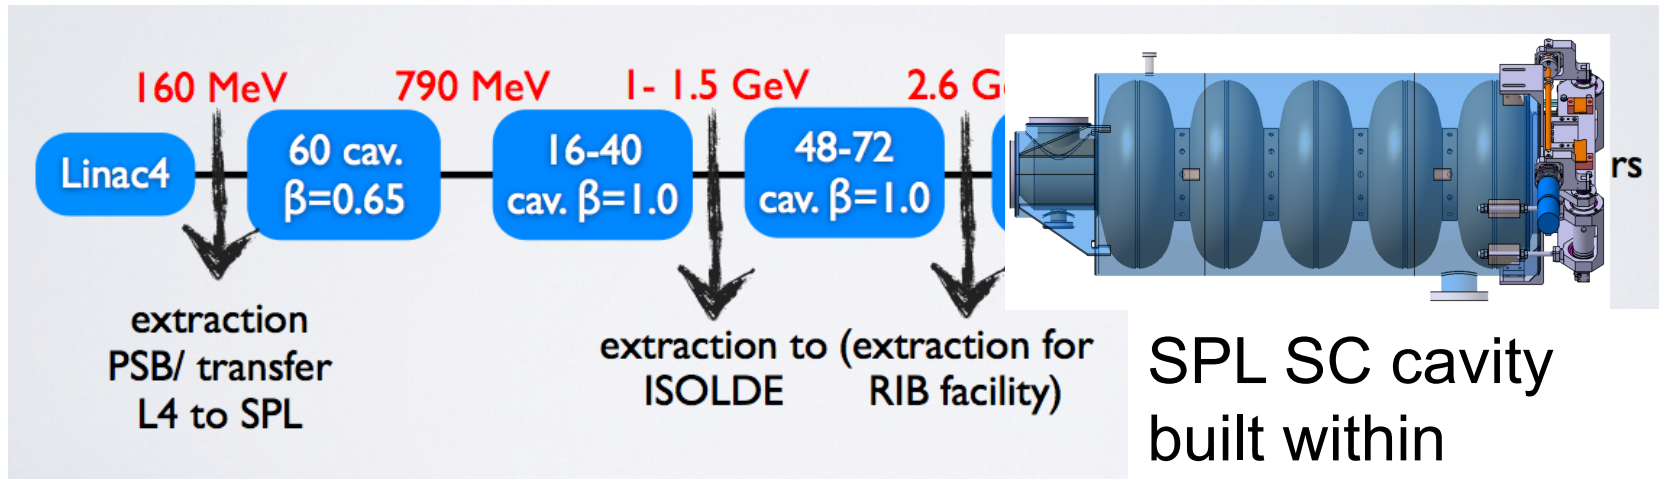 160 MeV
790 MeV
1- 1.5 GeV
2.6 G
Linac4
60 cav.
β=0.65
16-40
cav. β=1.0
48-72
cav. β=1.0
rs
extraction
PSB/ transfer
L4 to SPL
extraction to
ISOLDE
(extraction for
RIB facility)
SPL SC cavity
built within